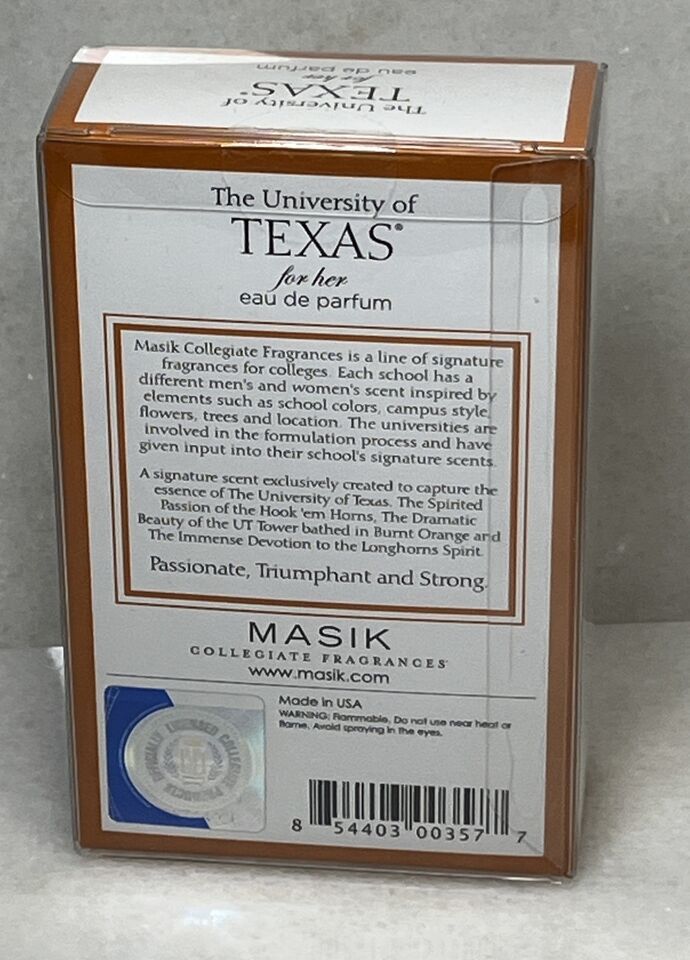 The University of
TEXAS®
for her
eau de parfum
The University of
TEXAS®
for her
eau de parfum
Masik Collegiate Fragrances is a line of signature
fragrances for colleges. Each school has a
different men's and women's scent inspired by
elements such as school colors, campus style,
flowers, trees and location. The universities are
involved in the formulation process and have
given input into their school's signature scents.
A signature scent exclusively created to capture the
essence of The University of Texas. The Spirited
Passion of the Hook 'em Horns, The Dramatic
Beauty of the UT Tower bathed in Burnt Orange and
The Immense Devotion to the Longhorns Spirit.
Passionate, Triumphant and Strong.
MASIK
COLLEGIATE FRAGRANCES
www.masik.com
Made in USA
WARNING: Flammable, Do not use near heat or
flame, Avoid spraying in the eyes.
OFFICIALLY LICENSED COLLEGIATE PRODUCTS
8 54403 00357 7